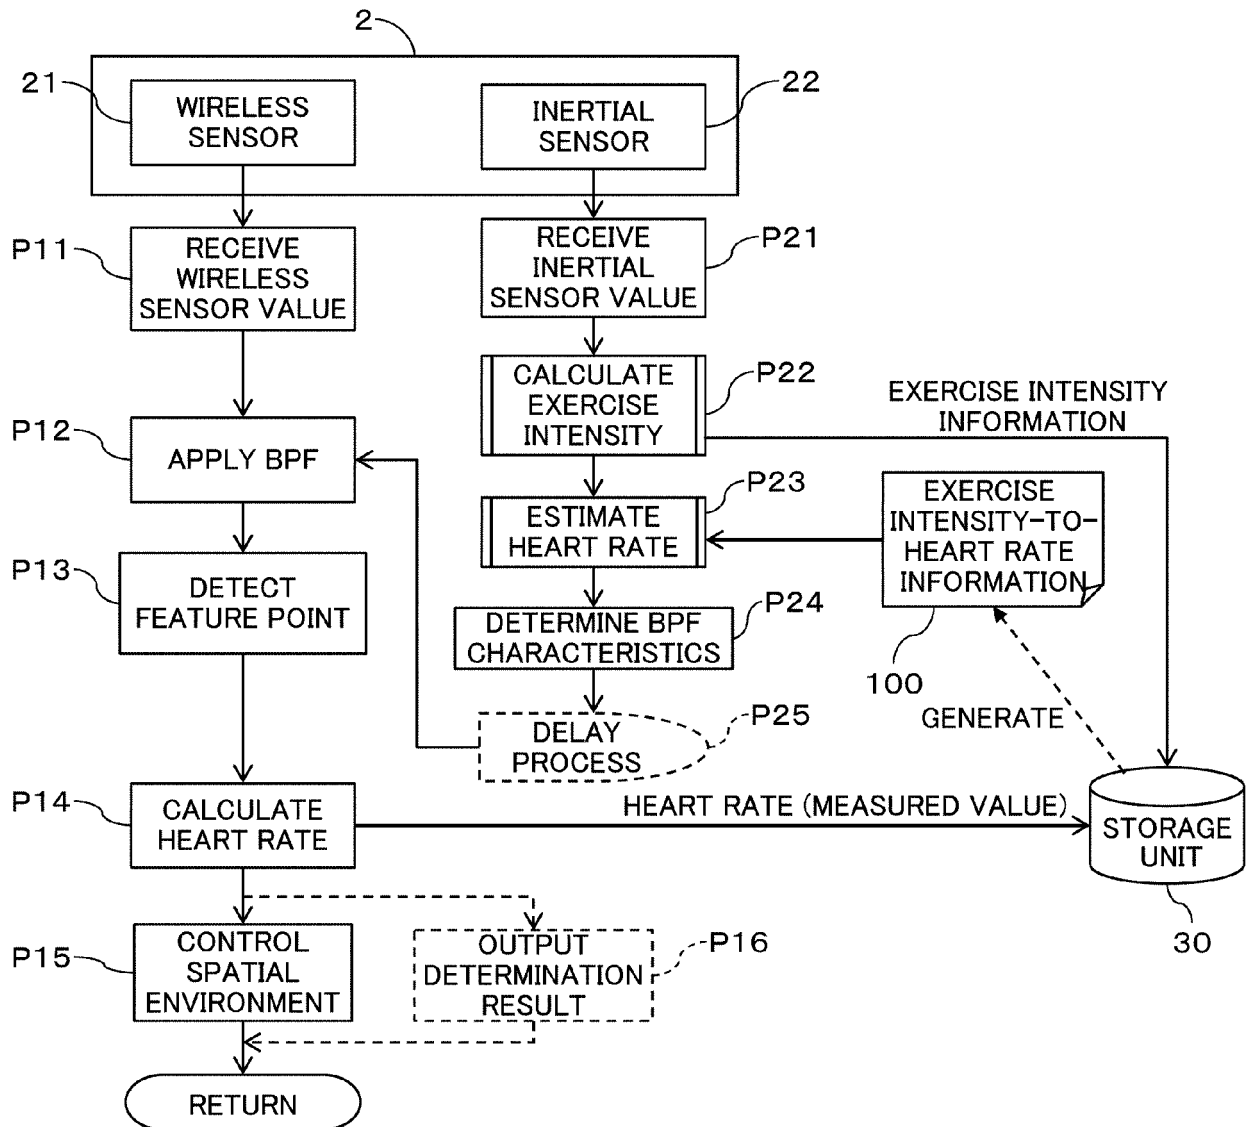 2
21
WIRELESS
SENSOR
INERTIAL
SENSOR
22
P11
RECEIVE
WIRELESS
SENSOR VALUE
RECEIVE
INERTIAL
SENSOR VALUE
P21
CALCULATE
EXERCISE
INTENSITY
P22
EXERCISE INTENSITY
INFORMATION
P12
APPLY BPF
ESTIMATE
HEART RATE
P23
EXERCISE
INTENSITY-TO-
HEART RATE
INFORMATION
100
P13
DETECT
FEATURE POINT
DETERMINE BPF
CHARACTERISTICS
P24
DELAY
PROCESS
P25
GENERATE
P14
CALCULATE
HEART RATE
HEART RATE (MEASURED VALUE)
STORAGE
UNIT
30
P15
CONTROL
SPATIAL
ENVIRONMENT
OUTPUT
DETERMINATION
RESULT
P16
RETURN